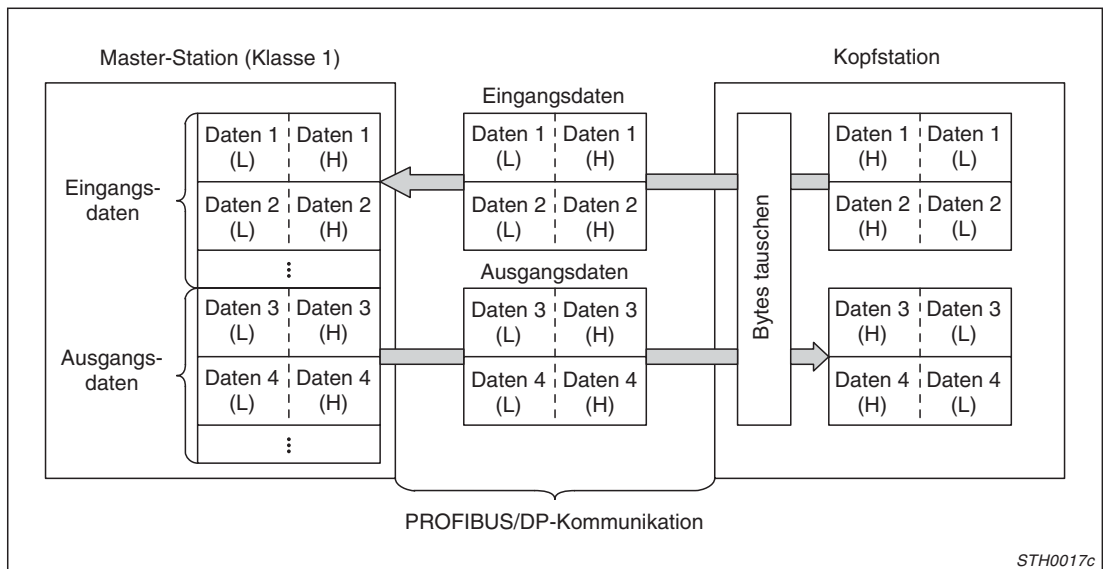 Master-Station (Klasse 1)
Kopfstation
Eingangsdaten
Daten 1 Daten 1
(L) (H)
Daten 2 Daten 2
(L) (H)
⋮
Eingangs-
daten
Daten 3 Daten 3
(L) (H)
Daten 4 Daten 4
(L) (H)
⋮
Ausgangs-
daten
Daten 1 Daten 1
(L) (H)
Daten 2 Daten 2
(L) (H)
Ausgangsdaten
Daten 3 Daten 3
(L) (H)
Daten 4 Daten 4
(L) (H)
Bytes tauschen
Daten 1 Daten 1
(H) (L)
Daten 2 Daten 2
(H) (L)
Daten 3 Daten 3
(H) (L)
Daten 4 Daten 4
(H) (L)
PROFIBUS/DP-Kommunikation
STH0017c